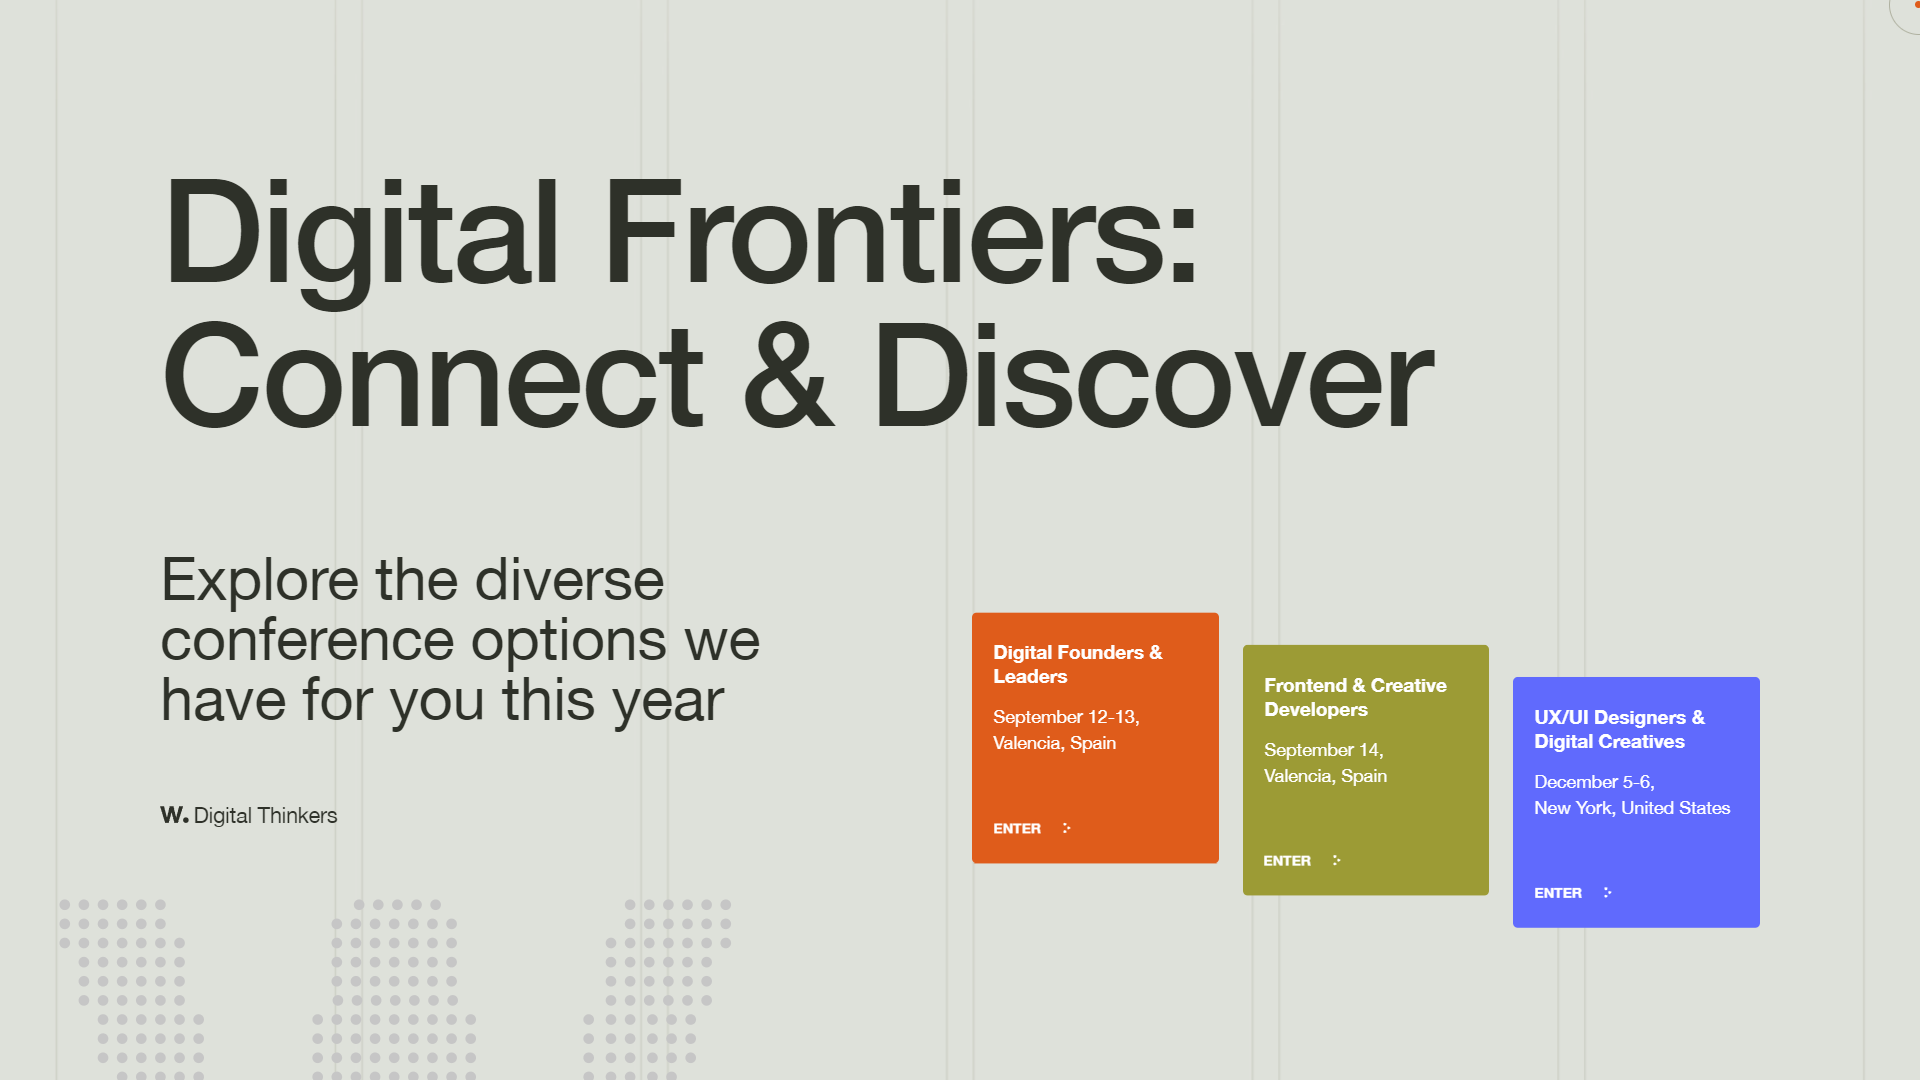 Digital Frontiers:
Connect & Discover
Explore the diverse
conference options we
have for you this year
W. Digital Thinkers
Digital Founders &
Leaders
September 12-13,
Valencia, Spain
ENTER
Frontend & Creative
Developers
September 14,
Valencia, Spain
ENTER
UX/UI Designers &
Digital Creatives
December 5-6,
New York, United States
ENTER